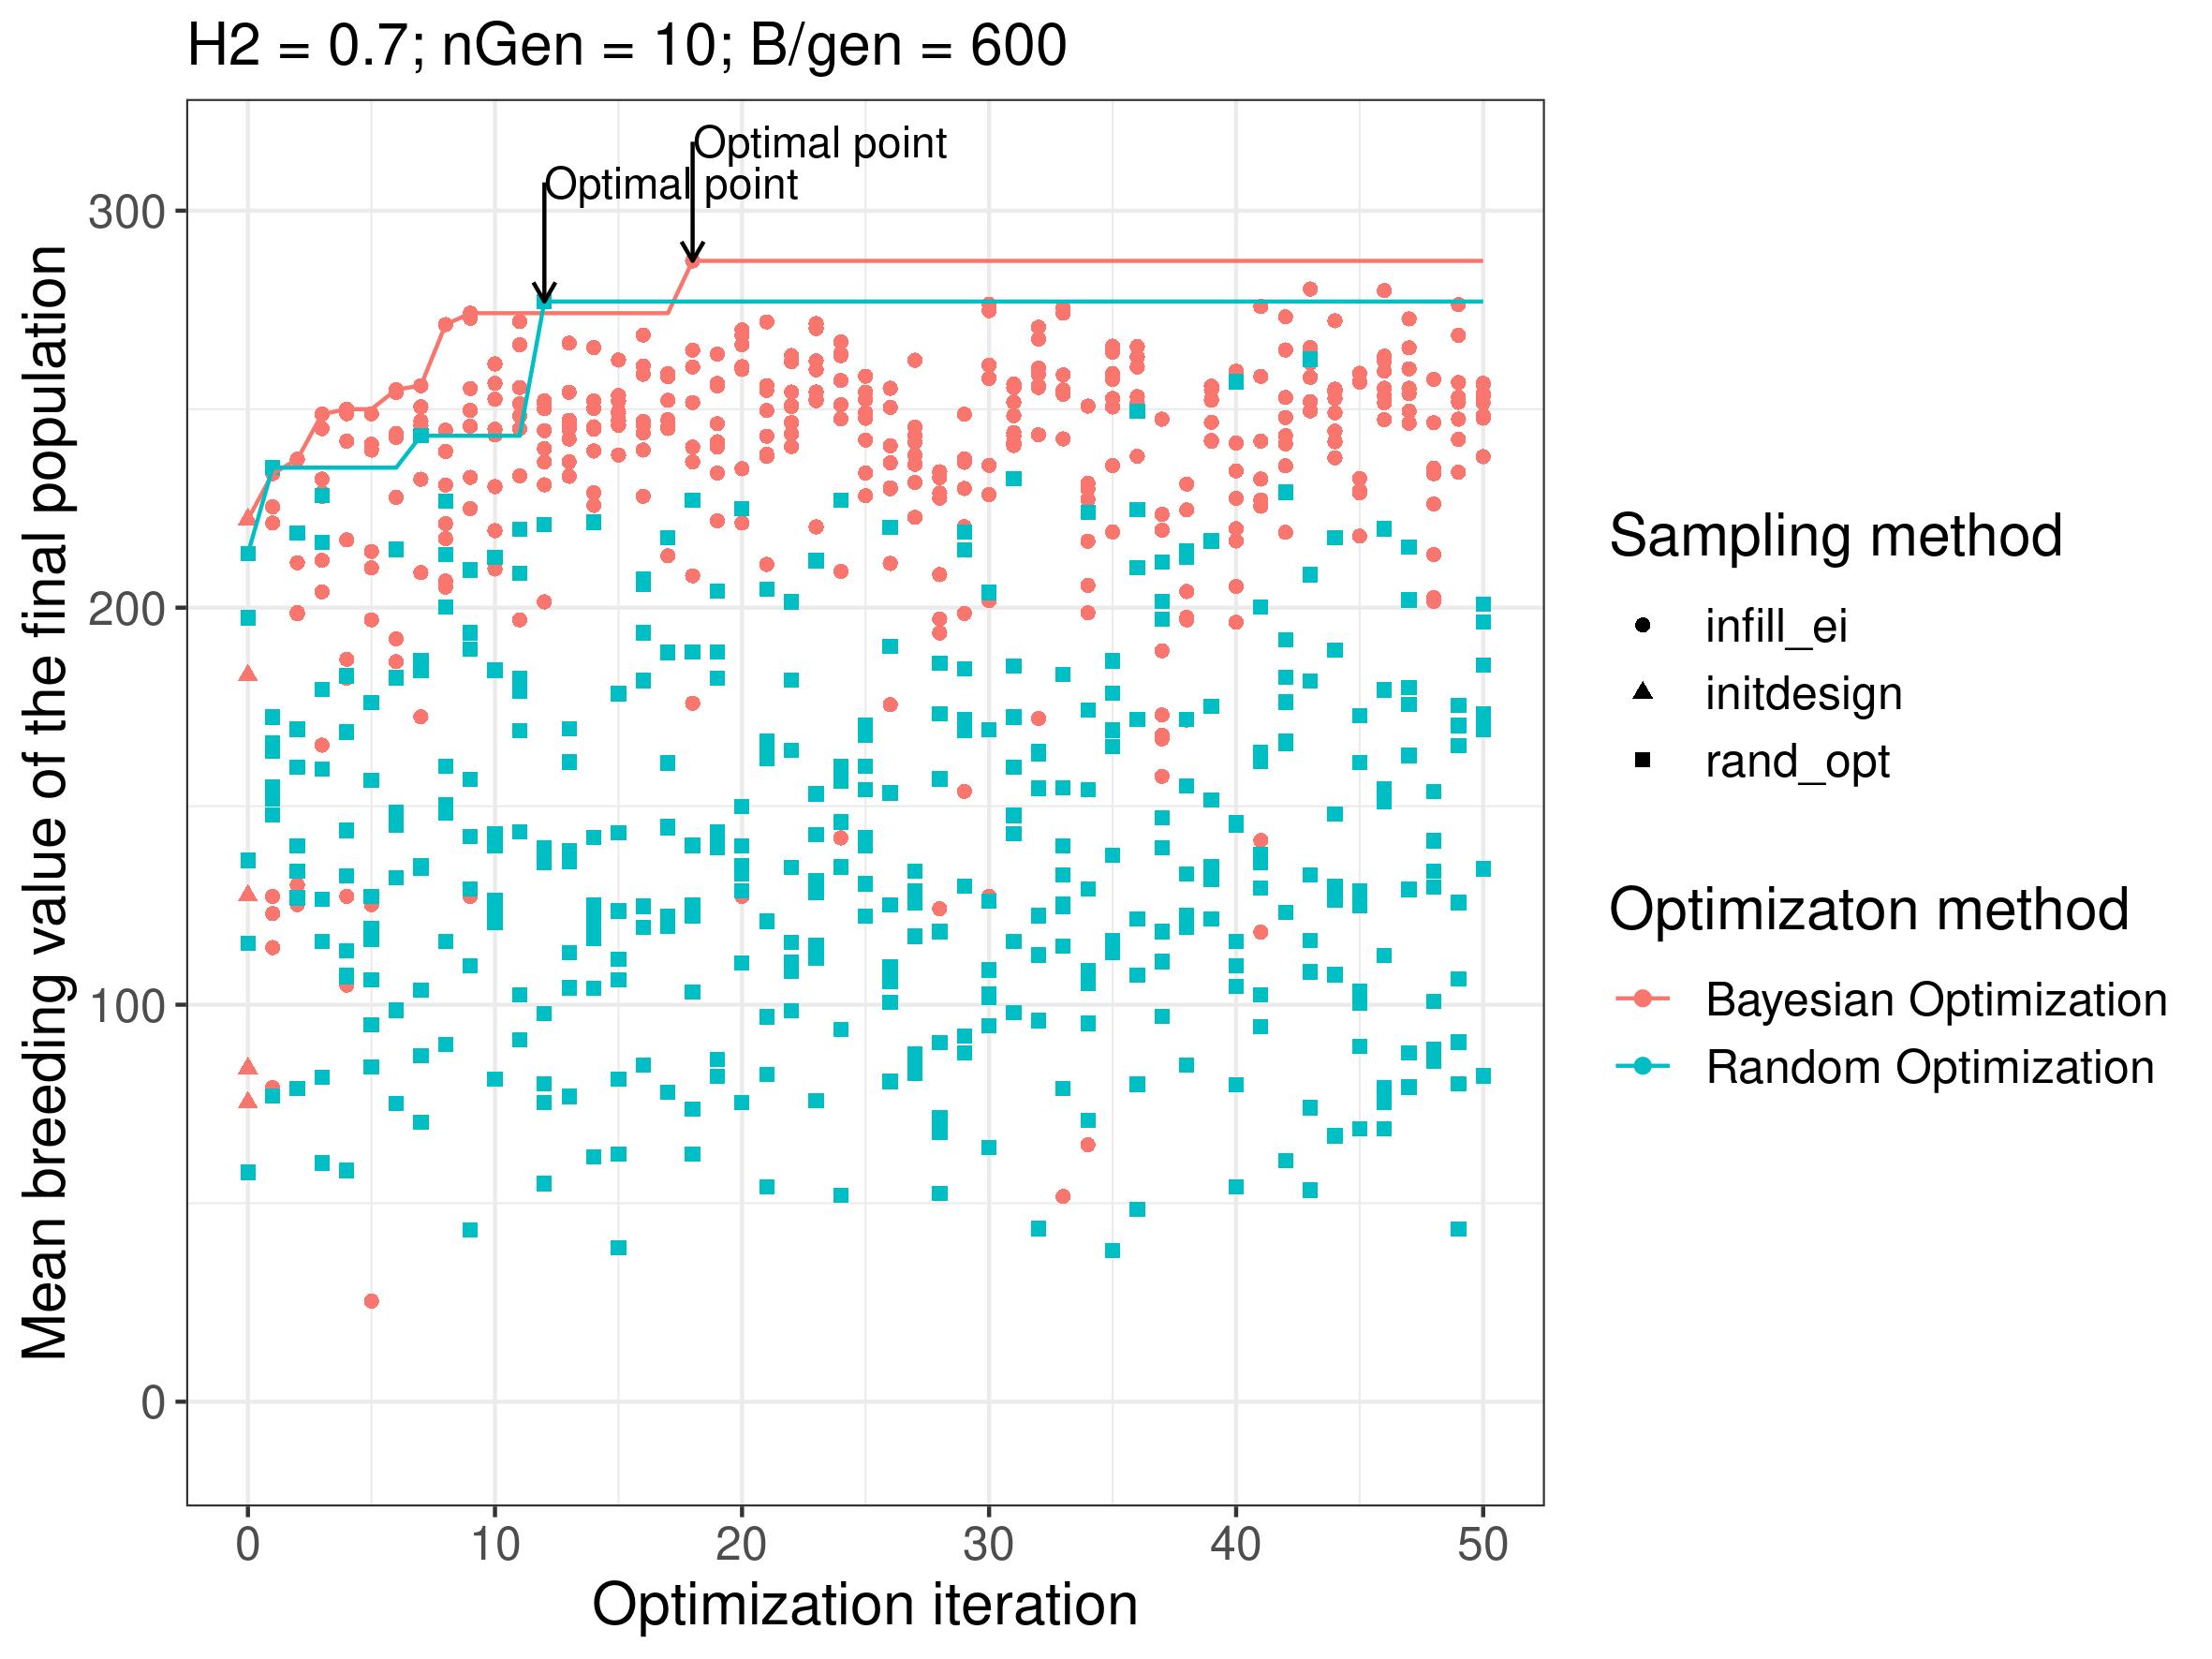 H2 = 0.7; nGen = 10; B/gen = 600
Optimal point
Optimal point
Mean breeding value of the final population
300
200
100
0
0 10 20 30 40 50
Optimization iteration
Sampling method
infill_ei
initdesign
rand_opt
Optimizaton method
Bayesian Optimization
Random Optimization